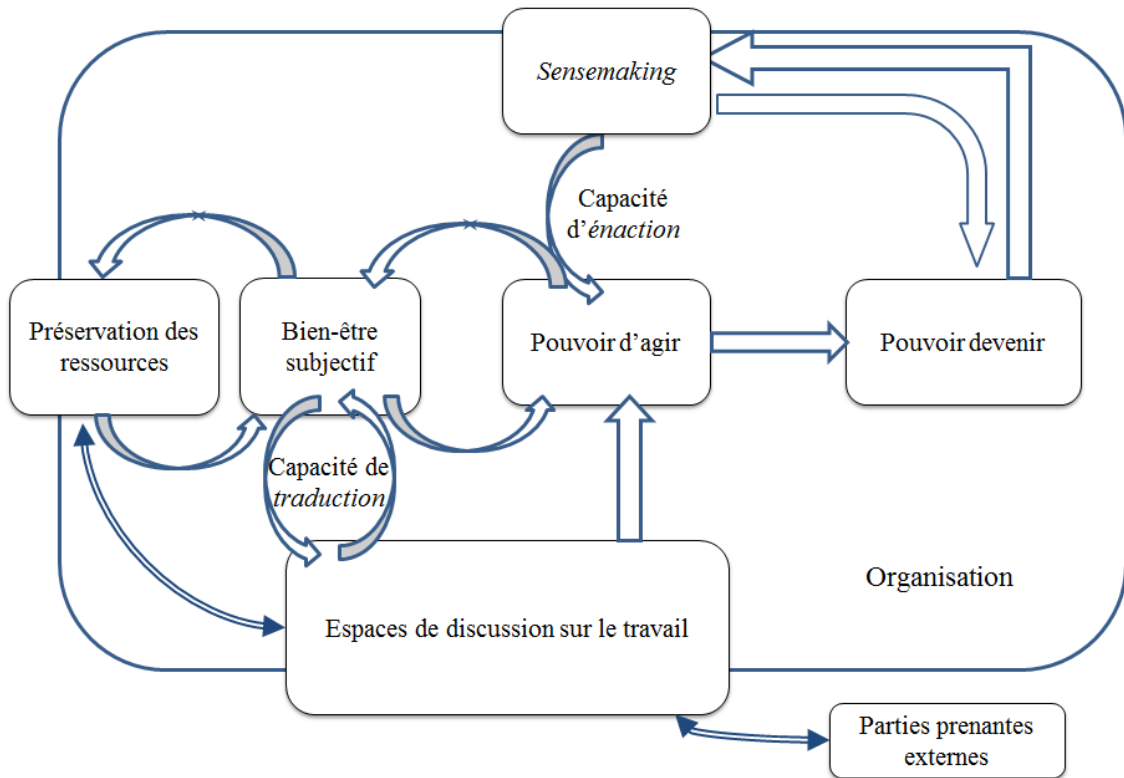 Sensemaking
Capacité
d’énaction
Préservation des
ressources
Bien-être
subjectif
Pouvoir d’agir
Pouvoir devenir
Capacité de
traduction
Organisation
Espaces de discussion sur le travail
Parties prenantes
externes